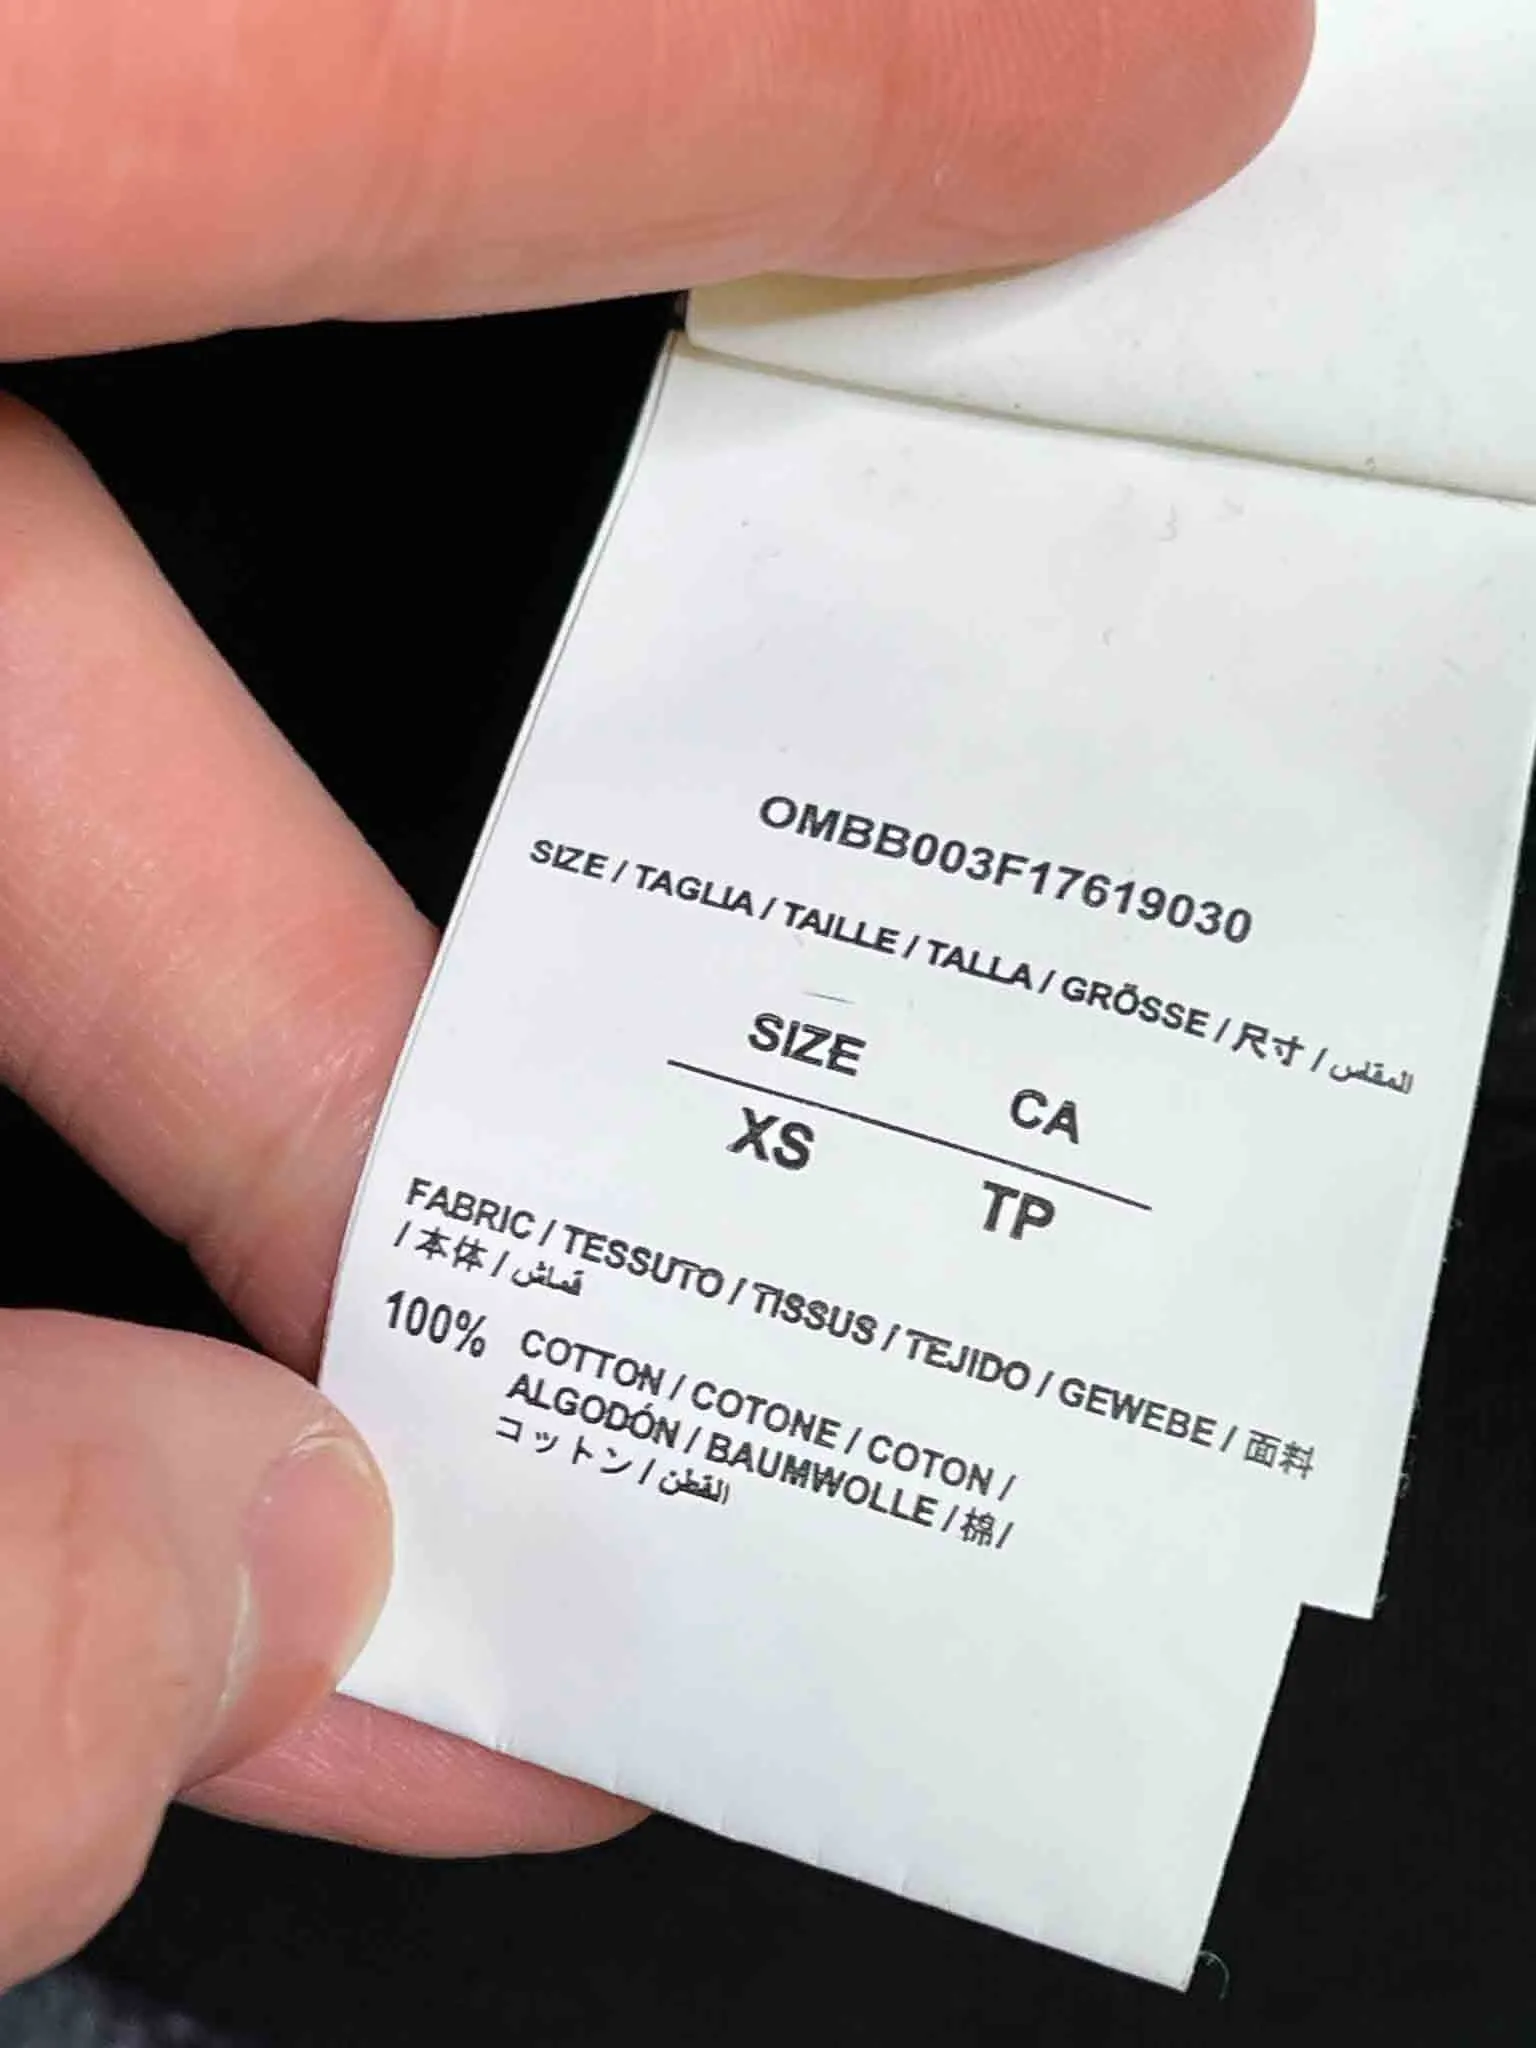 OMBB003F17619030
SIZE / TAGLIA / TAILLE / TALLA / GRÖSSE / 尺寸 / المقاس
SIZE CA
XS TP
FABRIC / TESSUTO / TISSUS / TEJIDO / GEWEBE / 面料
/ 本体 / قماش
100% COTTON / COTONE / COTON /
ALGODÓN / BAUMWOLLE / 棉/
コットン / القطن